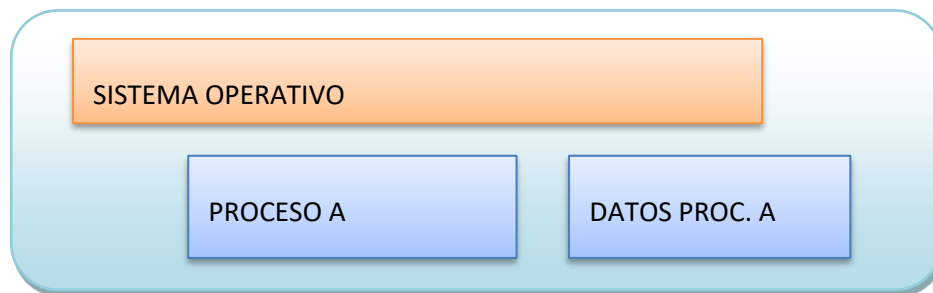 SISTEMA OPERATIVO
PROCESO A
DATOS PROC. A